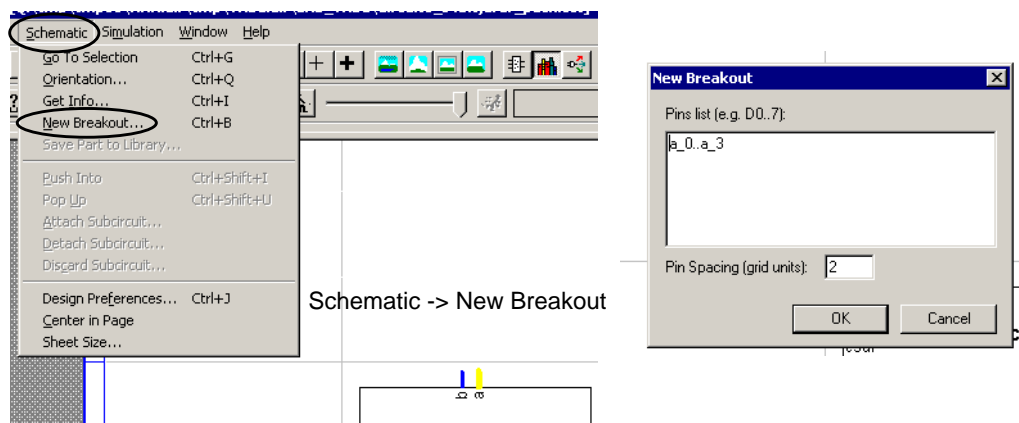 Schematic Simulation Window Help
Go To Selection Ctrl+G
Orientation... Ctrl+Q
Get Info... Ctrl+I
New Breakout... Ctrl+B
Save Part to Library...
Push Into Ctrl+Shift+I
Pop Up Ctrl+Shift+U
Attach Subcircuit...
Detach Subcircuit...
Discard Subcircuit...
Design Preferences... Ctrl+J
Center in Page
Sheet Size...
Schematic -> New Breakout
b
a
New Breakout
Pins list (e.g. D0..7):
a_0..a_3
Pin Spacing (grid units): 2
OK Cancel